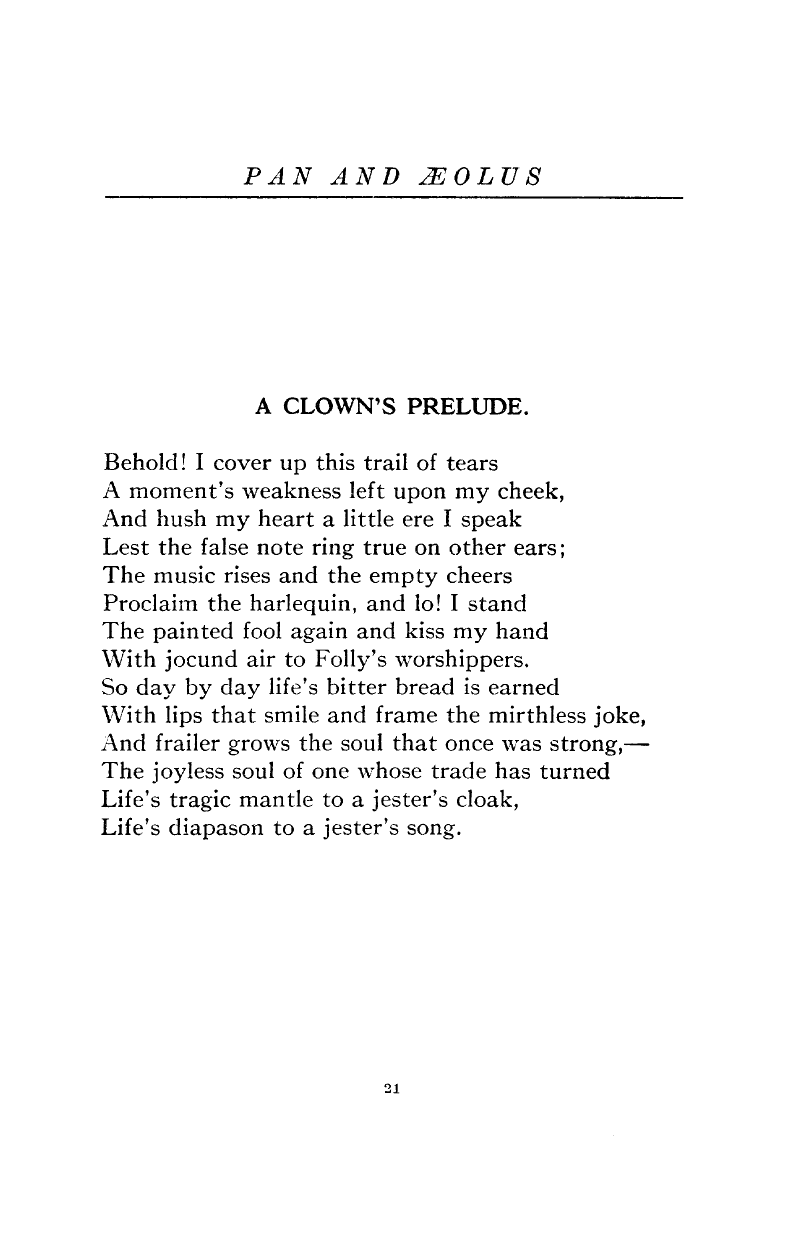 PAN AND ÆOLUS
A CLOWN'S PRELUDE.
Behold! I cover up this trail of tears
A moment's weakness left upon my cheek,
And hush my heart a little ere I speak
Lest the false note ring true on other ears;
The music rises and the empty cheers
Proclaim the harlequin, and lo! I stand
The painted fool again and kiss my hand
With jocund air to Folly's worshippers.
So day by day life's bitter bread is earned
With lips that smile and frame the mirthless joke,
And frailer grows the soul that once was strong,—
The joyless soul of one whose trade has turned
Life's tragic mantle to a jester's cloak,
Life's diapason to a jester's song.
21